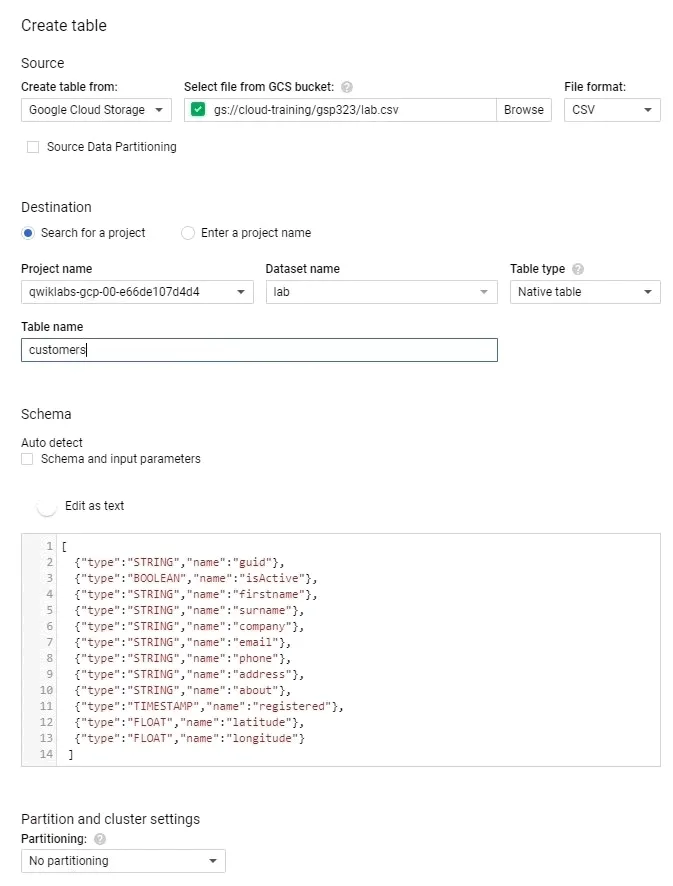 Create table
Source
Create table from: Select file from GCS bucket: ? File format:
Google Cloud Storage gs://cloud-training/gsp323/lab.csv Browse CSV
Source Data Partitioning
Destination
Search for a project Enter a project name
Project name Dataset name Table type ?
qwiklabs-gcp-00-e66de107d4d4 lab Native table
Table name
customers
Schema
Auto detect
Schema and input parameters
Edit as text
1 [
2 {"type":"STRING","name":"guid"},
3 {"type":"BOOLEAN","name":"isActive"},
4 {"type":"STRING","name":"firstname"},
5 {"type":"STRING","name":"surname"},
6 {"type":"STRING","name":"company"},
7 {"type":"STRING","name":"email"},
8 {"type":"STRING","name":"phone"},
9 {"type":"STRING","name":"address"},
10 {"type":"STRING","name":"about"},
11 {"type":"TIMESTAMP","name":"registered"},
12 {"type":"FLOAT","name":"latitude"},
13 {"type":"FLOAT","name":"longitude"}
14 ]
Partition and cluster settings
Partitioning: ?
No partitioning